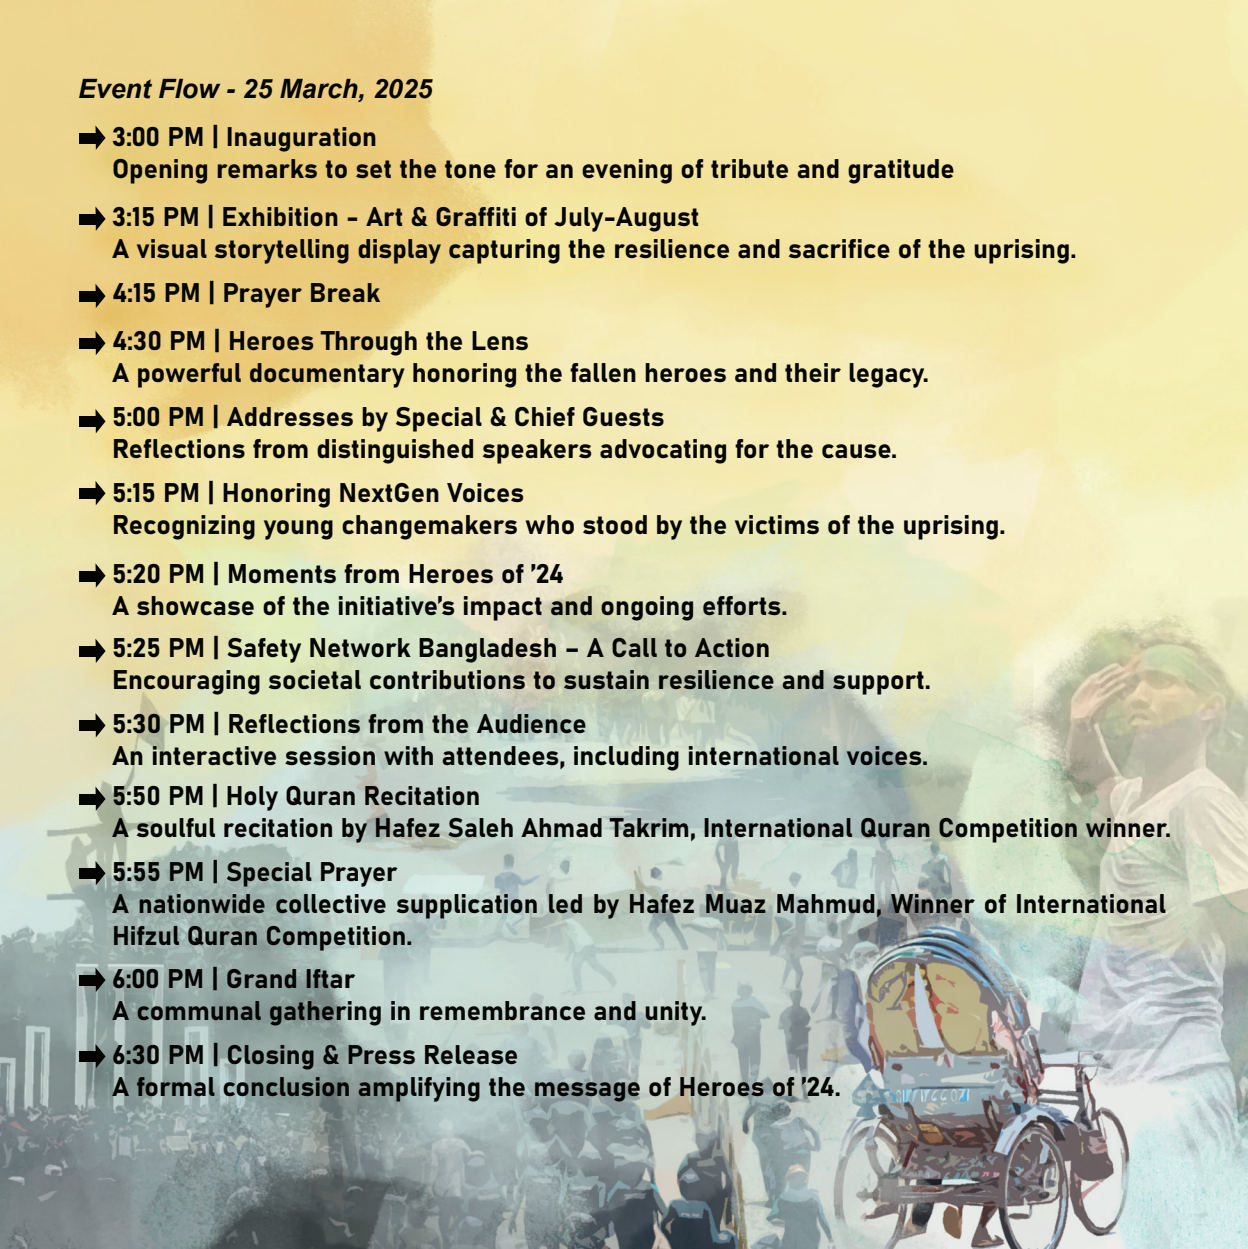 Event Flow - 25 March, 2025
3:00 PM | Inauguration
Opening remarks to set the tone for an evening of tribute and gratitude
3:15 PM | Exhibition - Art & Graffiti of July-August
A visual storytelling display capturing the resilience and sacrifice of the uprising.
4:15 PM | Prayer Break
4:30 PM | Heroes Through the Lens
A powerful documentary honoring the fallen heroes and their legacy.
5:00 PM | Addresses by Special & Chief Guests
Reflections from distinguished speakers advocating for the cause.
5:15 PM | Honoring NextGen Voices
Recognizing young changemakers who stood by the victims of the uprising.
5:20 PM | Moments from Heroes of ’24
A showcase of the initiative’s impact and ongoing efforts.
5:25 PM | Safety Network Bangladesh – A Call to Action
Encouraging societal contributions to sustain resilience and support.
5:30 PM | Reflections from the Audience
An interactive session with attendees, including international voices.
5:50 PM | Holy Quran Recitation
A soulful recitation by Hafez Saleh Ahmad Takrim, International Quran Competition winner.
5:55 PM | Special Prayer
A nationwide collective supplication led by Hafez Muaz Mahmud, Winner of International
Hifzul Quran Competition.
6:00 PM | Grand Iftar
A communal gathering in remembrance and unity.
6:30 PM | Closing & Press Release
A formal conclusion amplifying the message of Heroes of ’24.